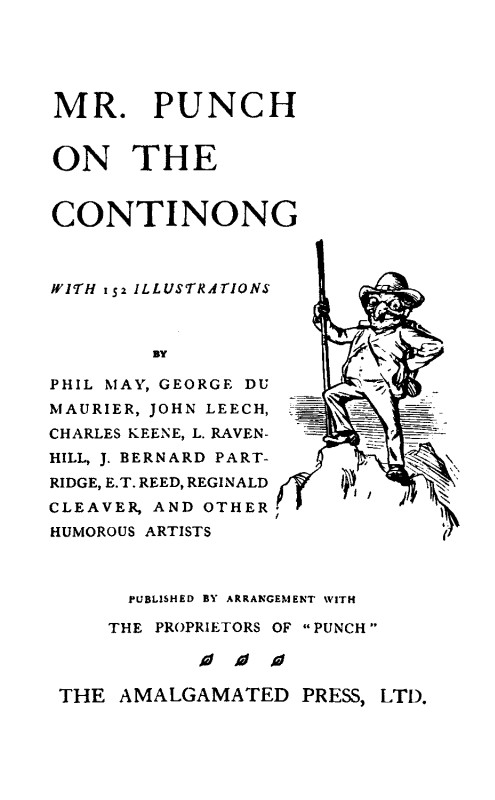 MR. PUNCH
ON THE
CONTINONG
WITH 152 ILLUSTRATIONS
BY
PHIL MAY, GEORGE DU
MAURIER, JOHN LEECH,
CHARLES KEENE, L. RAVEN-
HILL, J. BERNARD PART-
RIDGE, E. T. REED, REGINALD
CLEAVER, AND OTHER
HUMOROUS ARTISTS
PUBLISHED BY ARRANGEMENT WITH
THE PROPRIETORS OF "PUNCH"
THE AMALGAMATED PRESS, LTD.